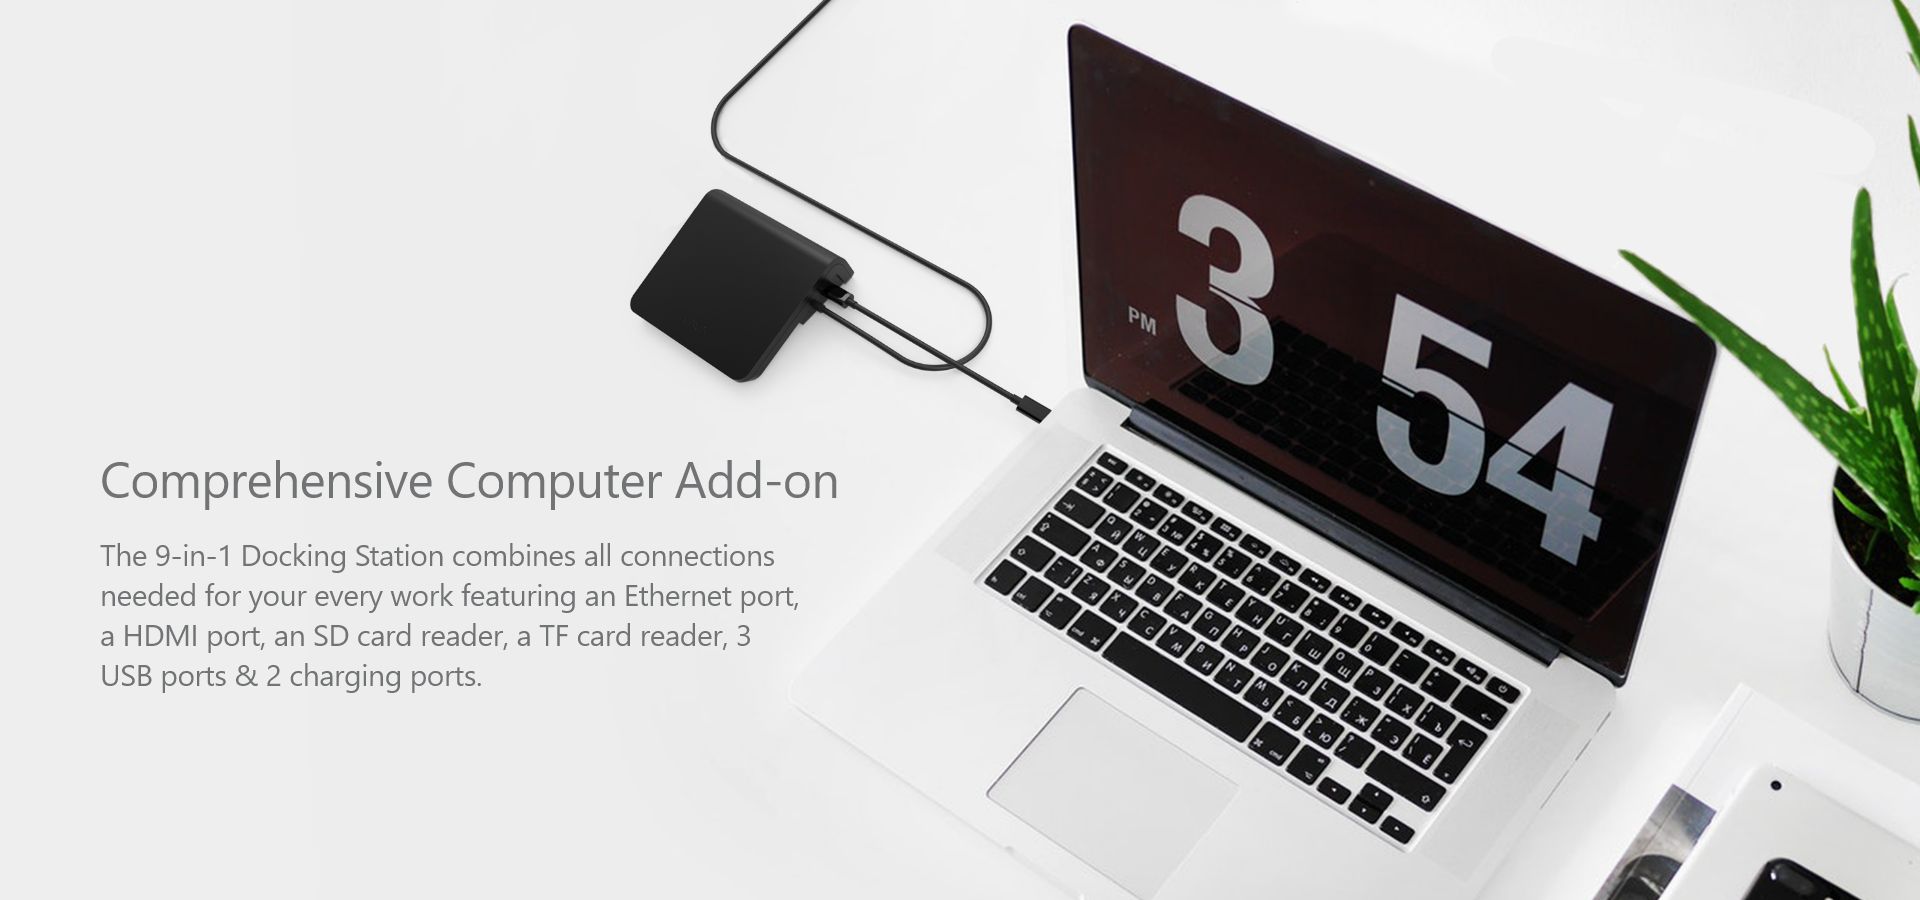 Comprehensive Computer Add-on
The 9-in-1 Docking Station combines all connections
needed for your every work featuring an Ethernet port,
a HDMI port, an SD card reader, a TF card reader, 3
USB ports & 2 charging ports.
PM 3 54